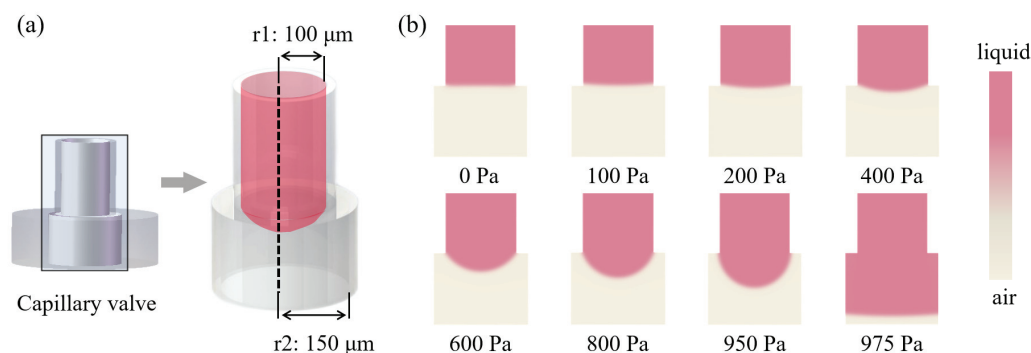 (a)
r1: 100 μm
Capillary valve
r2: 150 μm
(b)
0 Pa
100 Pa
200 Pa
400 Pa
600 Pa
800 Pa
950 Pa
975 Pa
liquid
air